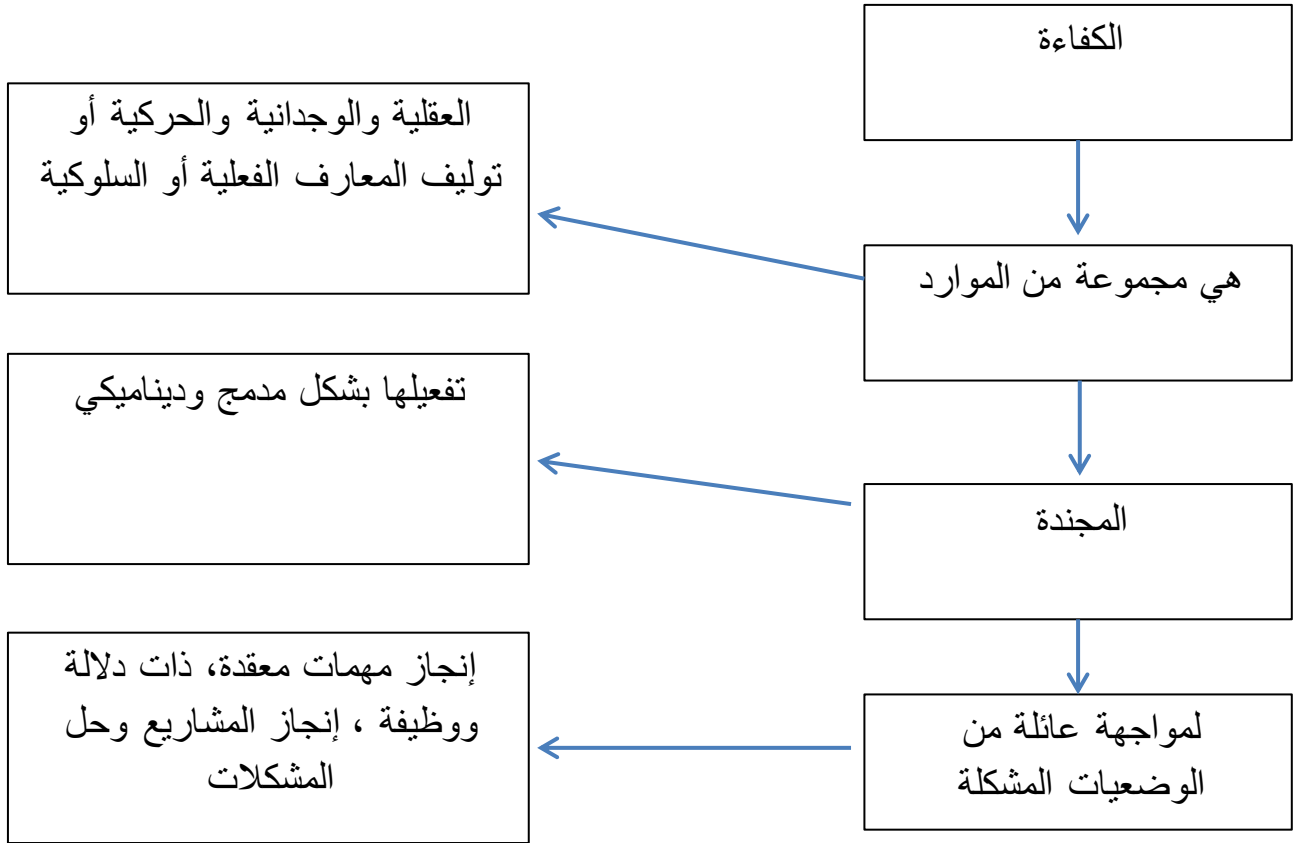 الكفاءة
العقلية والوجدانية والحركية أو
توليف المعارف الفعلية أو السلوكية
هي مجموعة من الموارد
تفعيلها بشكل مدمج وديناميكي
المجندة
إنجاز مهمات معقدة، ذات دلالة
ووظيفة ، إنجاز المشاريع وحل
المشكلات
لمواجهة عائلة من
الوضعيات المشكلة